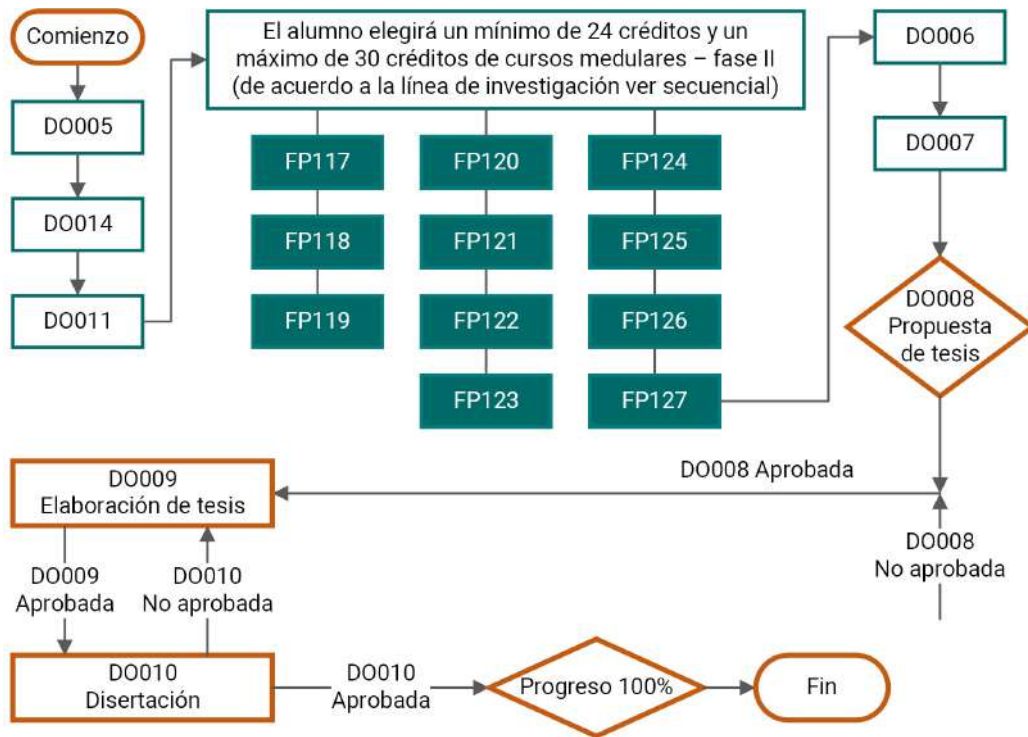 Comienzo
DO005
DO014
DO011
El alumno elegirá un mínimo de 24 créditos y un
máximo de 30 créditos de cursos medulares – fase II
(de acuerdo a la línea de investigación ver secuencial)
FP117
FP118
FP119
FP120
FP121
FP122
FP123
FP124
FP125
FP126
FP127
DO006
DO007
DO008
Propuesta
de tesis
DO008 Aprobada
DO008
No aprobada
DO009
Elaboración de tesis
DO009
Aprobada
DO010
No aprobada
DO010
Disertación
DO010
Aprobada
Progreso 100%
Fin